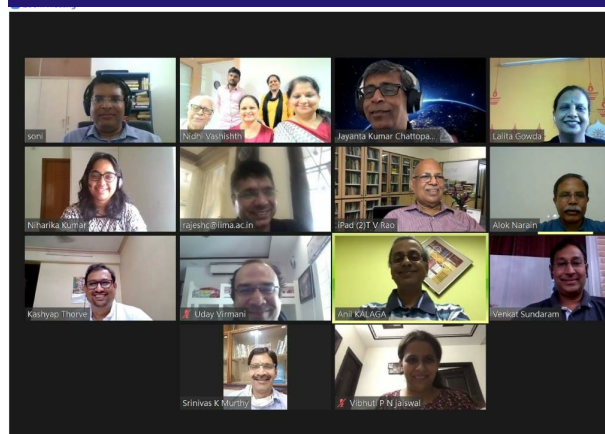 soni
Nidhi Vashishth
Jayanta Kumar Chattopa...
Lalita Gowda
Niharika Kumar
rajeshc@iima.ac.in
iPad (2)T V Rao
Alok Narain
Kashyap Thorve
Uday Virmani
Anil KALAGA
Venkat Sundaram
Srinivas K Murthy
Vibhuti P N jaiswal